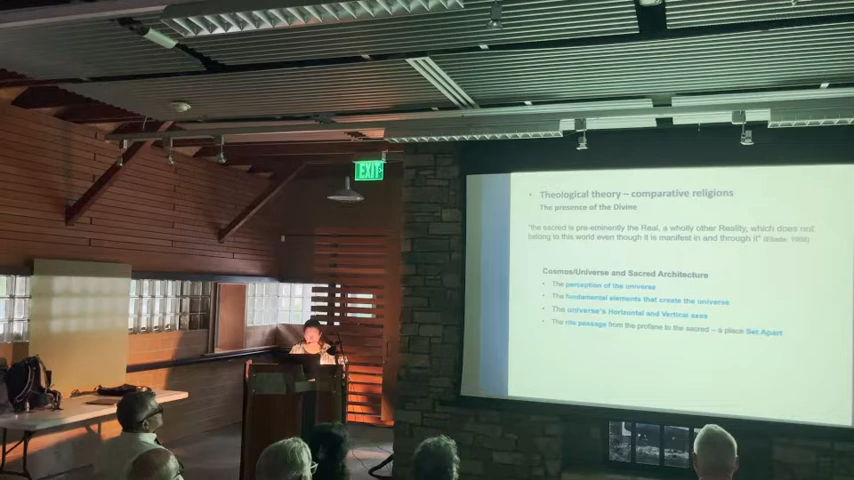 EXIT
• Theological theory – comparative religions
The presence of the Divine
"the sacred is pre-eminently the Real, a wholly other Reality, which does not
belong to this world even though it is manifest in and through it" (Eliade, 1958)
Cosmos/Universe and Sacred Architecture
• The perception of the universe
• The fundamental elements that create the universe
• The universe's Horizontal and Vertical axes
• The rite passage from the profane to the sacred – a place Set Apart